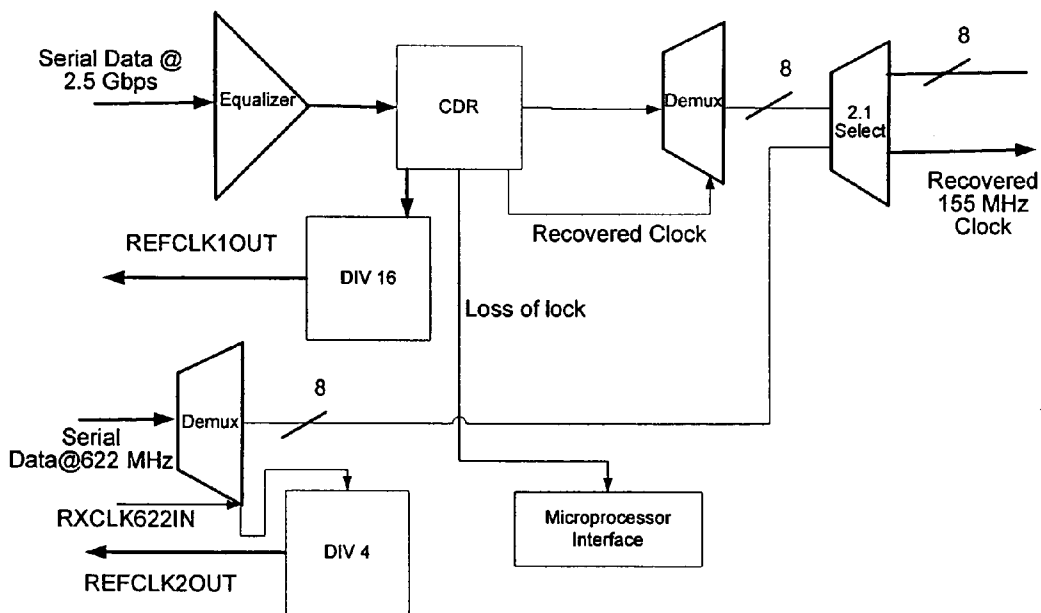 Serial Data @
2.5 Gbps
Equalizer
CDR
Demux
8
2.1
Select
8
Recovered
155 MHz
Clock
Recovered Clock
REFCLK1OUT
DIV 16
Loss of lock
Demux
8
Serial
Data@622 MHz
RXCLK622IN
DIV 4
REFCLK2OUT
Microprocessor
Interface